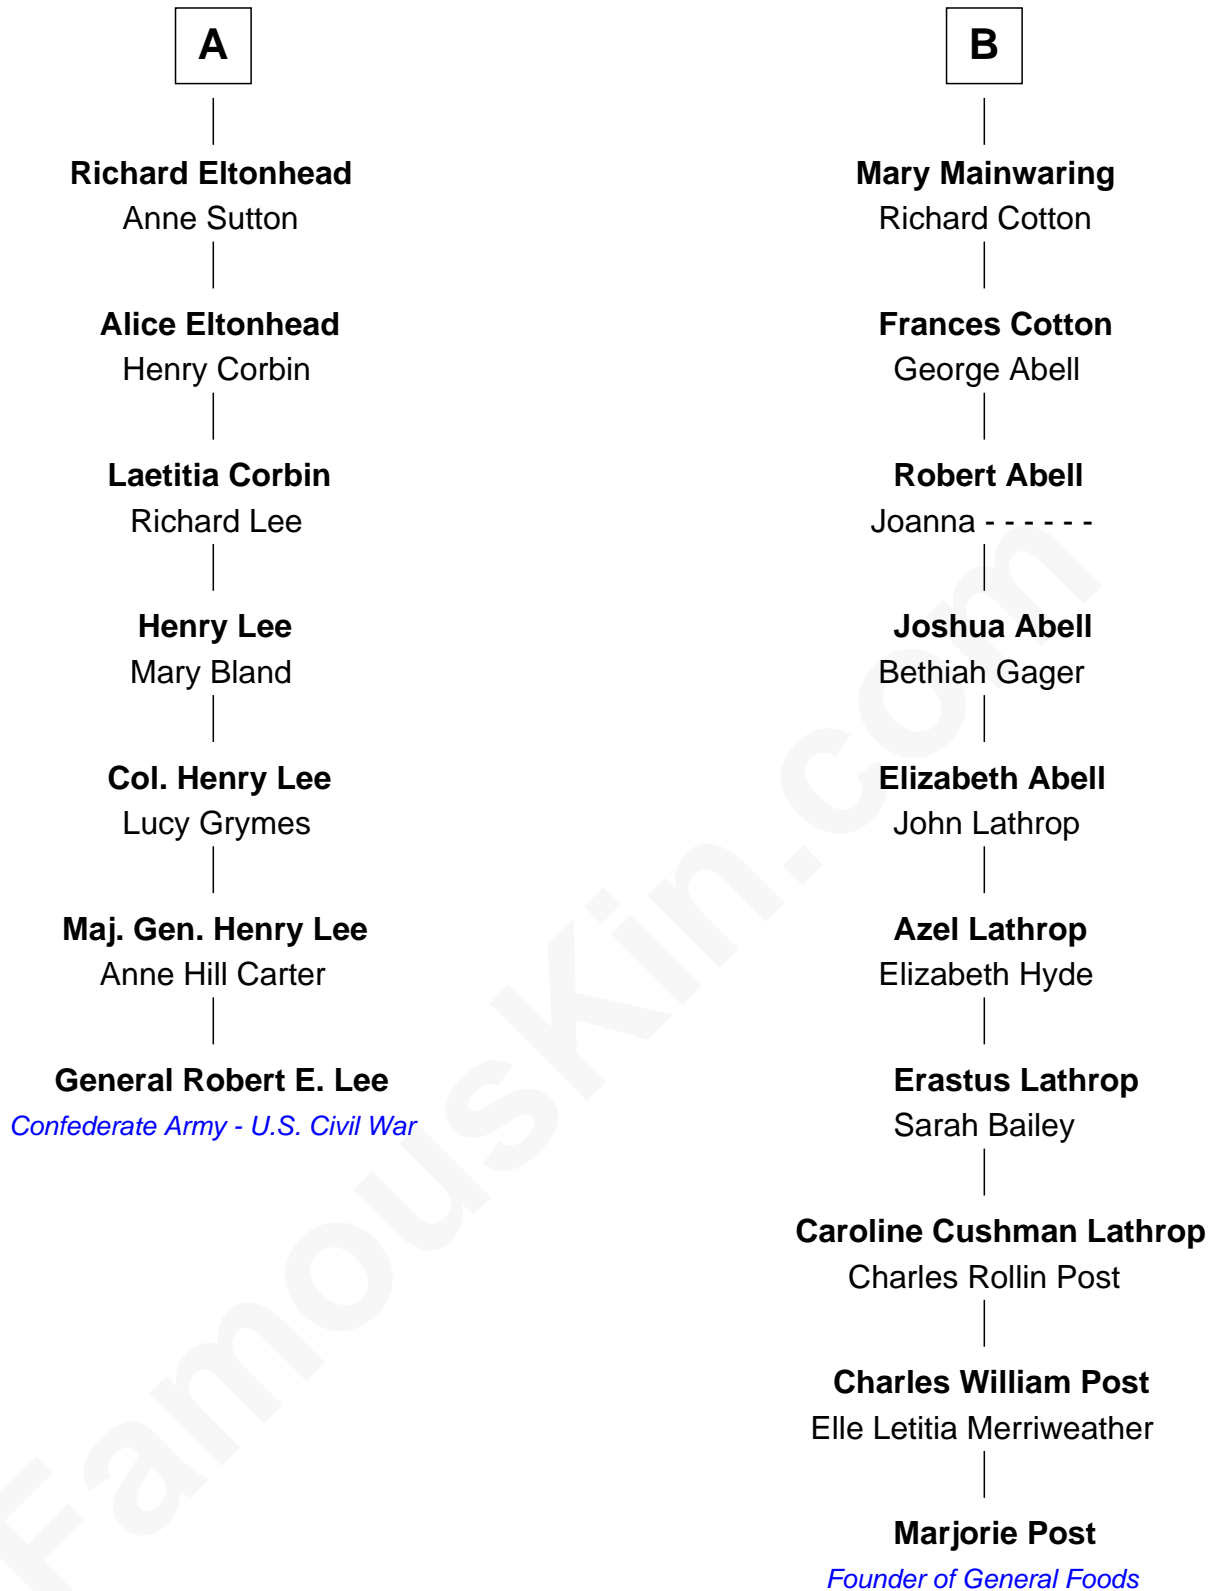 A
Richard Eltonhead
Anne Sutton
Alice Eltonhead
Henry Corbin
Laetitia Corbin
Richard Lee
Henry Lee
Mary Bland
Col. Henry Lee
Lucy Grymes
Maj. Gen. Henry Lee
Anne Hill Carter
General Robert E. Lee
Confederate Army - U.S. Civil War
B
Mary Mainwaring
Richard Cotton
Frances Cotton
George Abell
Robert Abell
Joanna - - - - - -
Joshua Abell
Bethiah Gager
Elizabeth Abell
John Lathrop
Azel Lathrop
Elizabeth Hyde
Erastus Lathrop
Sarah Bailey
Caroline Cushman Lathrop
Charles Rollin Post
Charles William Post
Elle Letitia Merriweather
Marjorie Post
Founder of General Foods
FamousKin.com